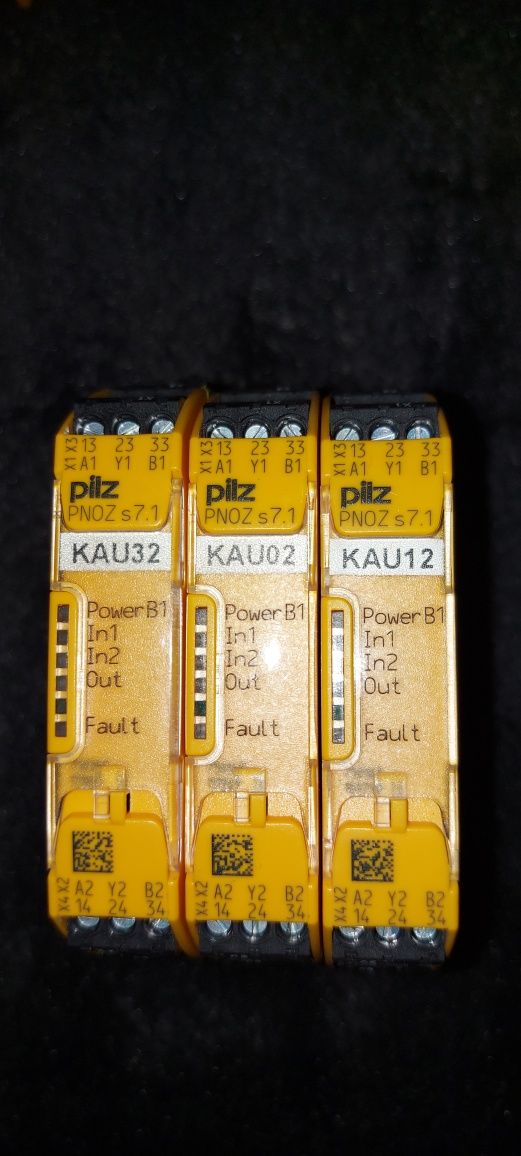 X3 13 23 33
X1 A1 Y1 B1
pilz
PNOZ s7.1
KAU32
Power B1
In1
In2
Out
Fault
X2 A2 Y2 B2
X4 14 24 34
X3 13 23 33
X1 A1 Y1 B1
pilz
PNOZ s7.1
KAU02
Power B1
In1
In2
Out
Fault
X2 A2 Y2 B2
X4 14 24 34
X3 13 23 33
X1 A1 Y1 B1
pilz
PNOZ s7.1
KAU12
Power B1
In1
In2
Out
Fault
X2 A2 Y2 B2
X4 14 24 34